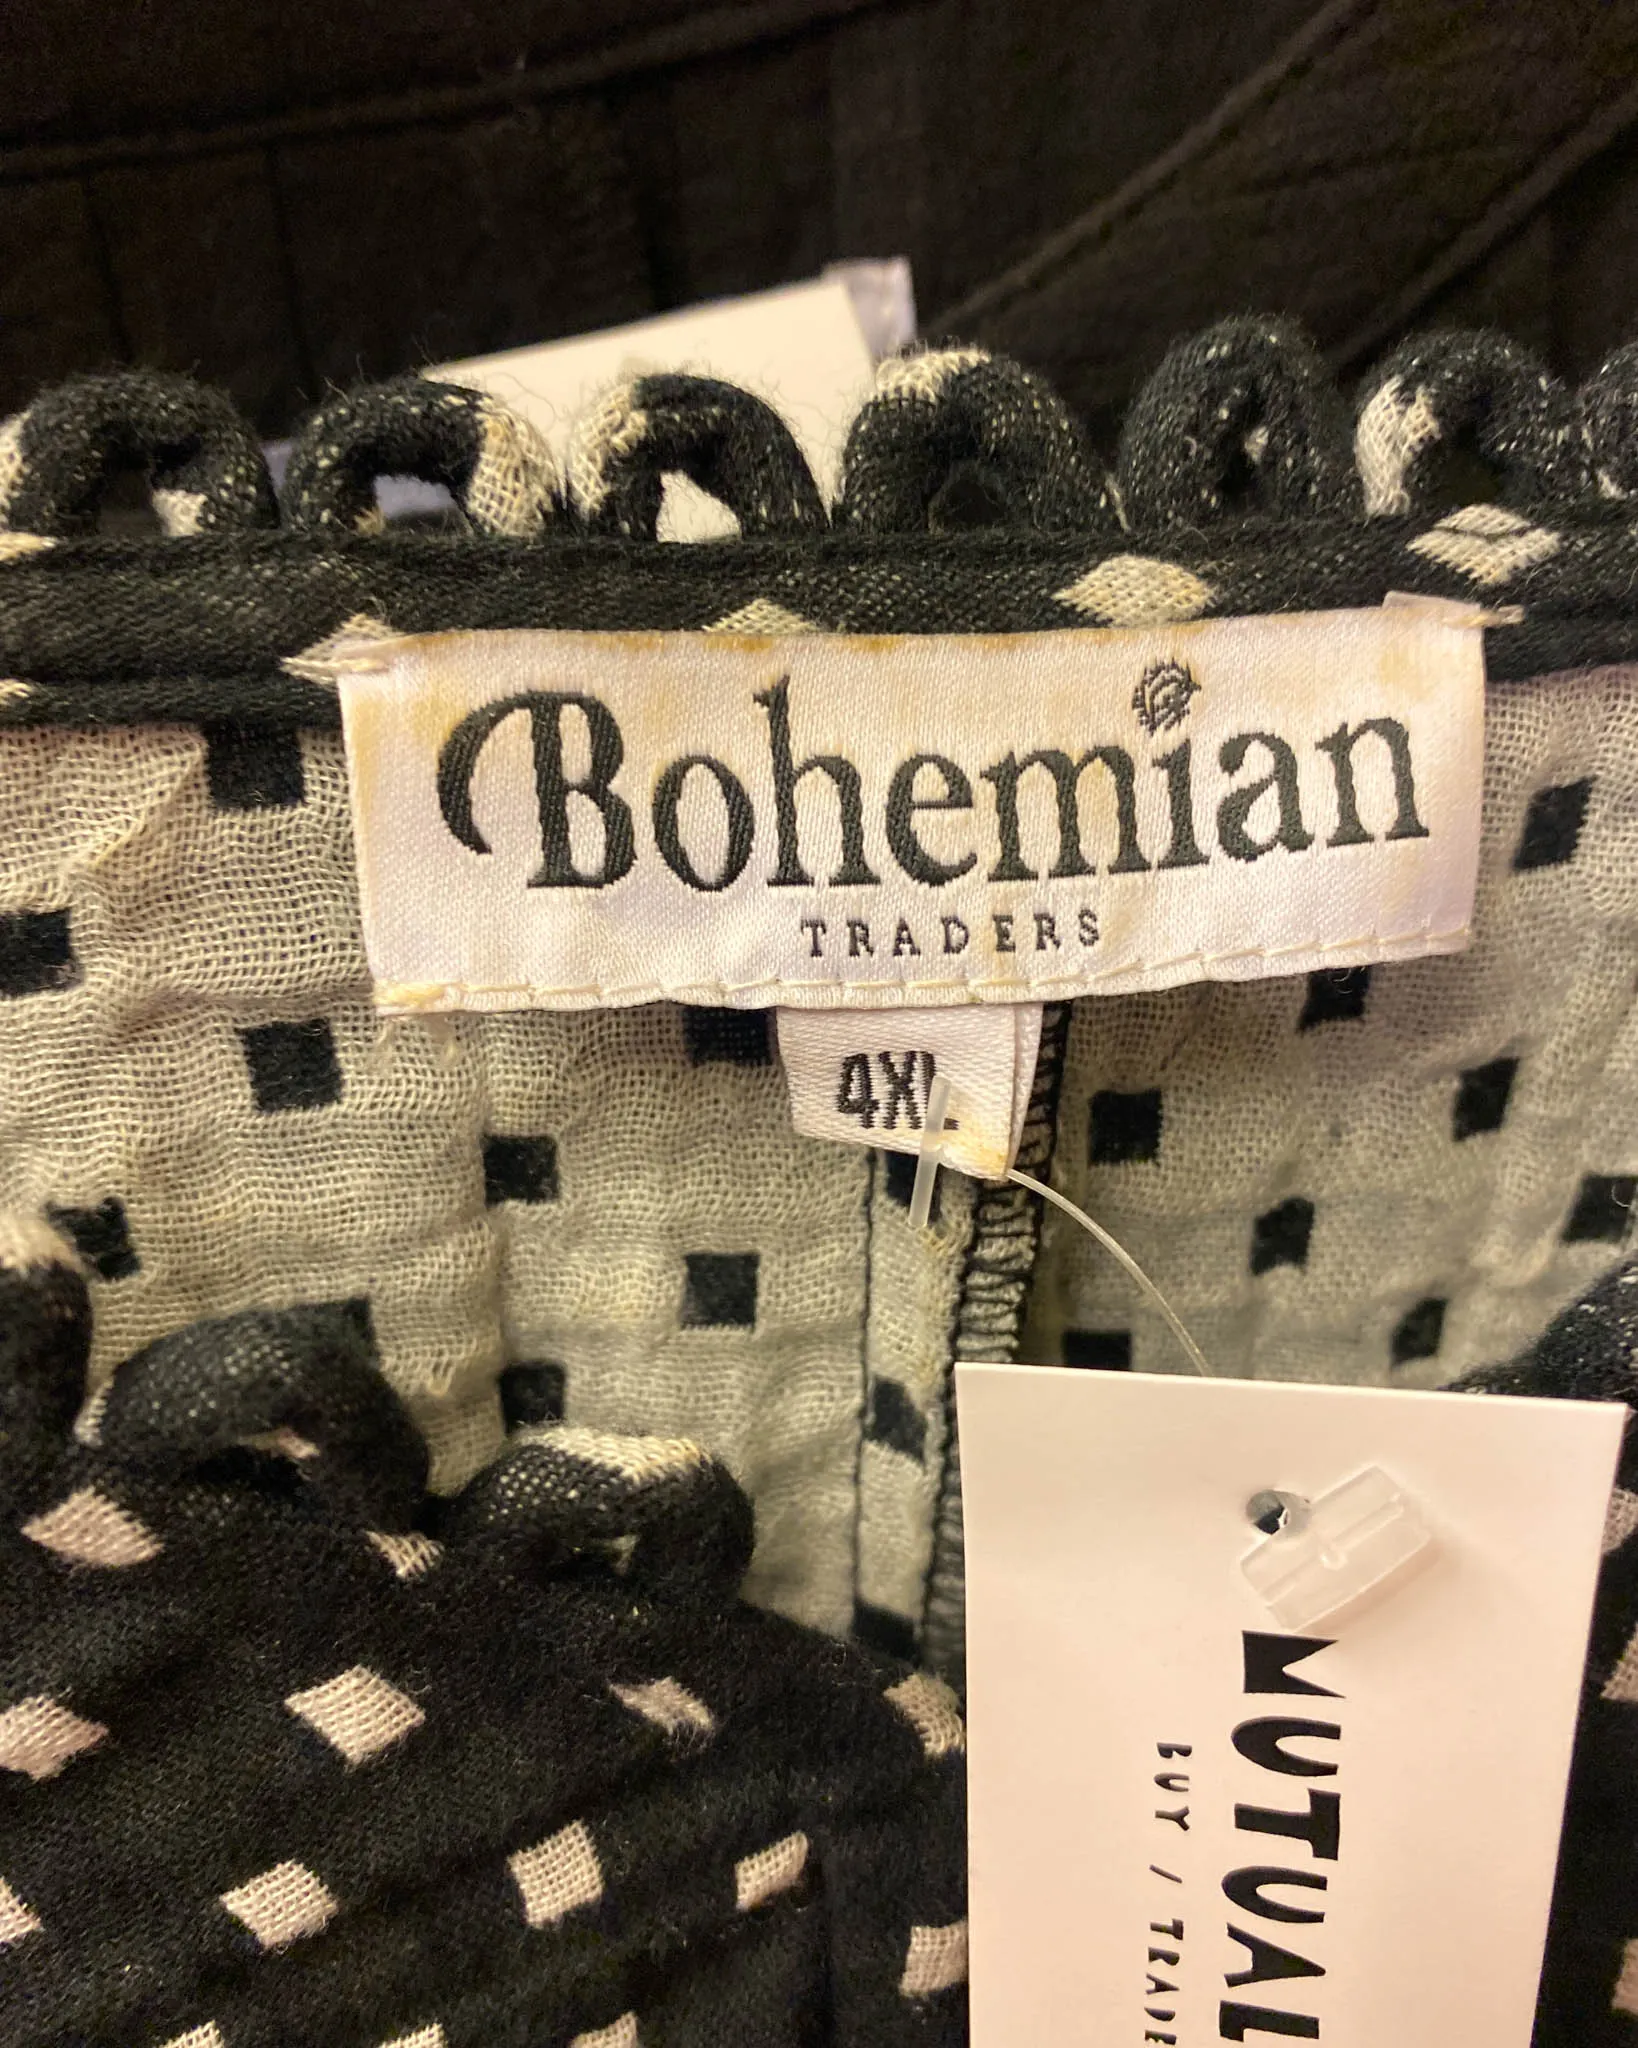 Bohemian
TRADERS
4XL
MUTUAL
BUY / TRADE